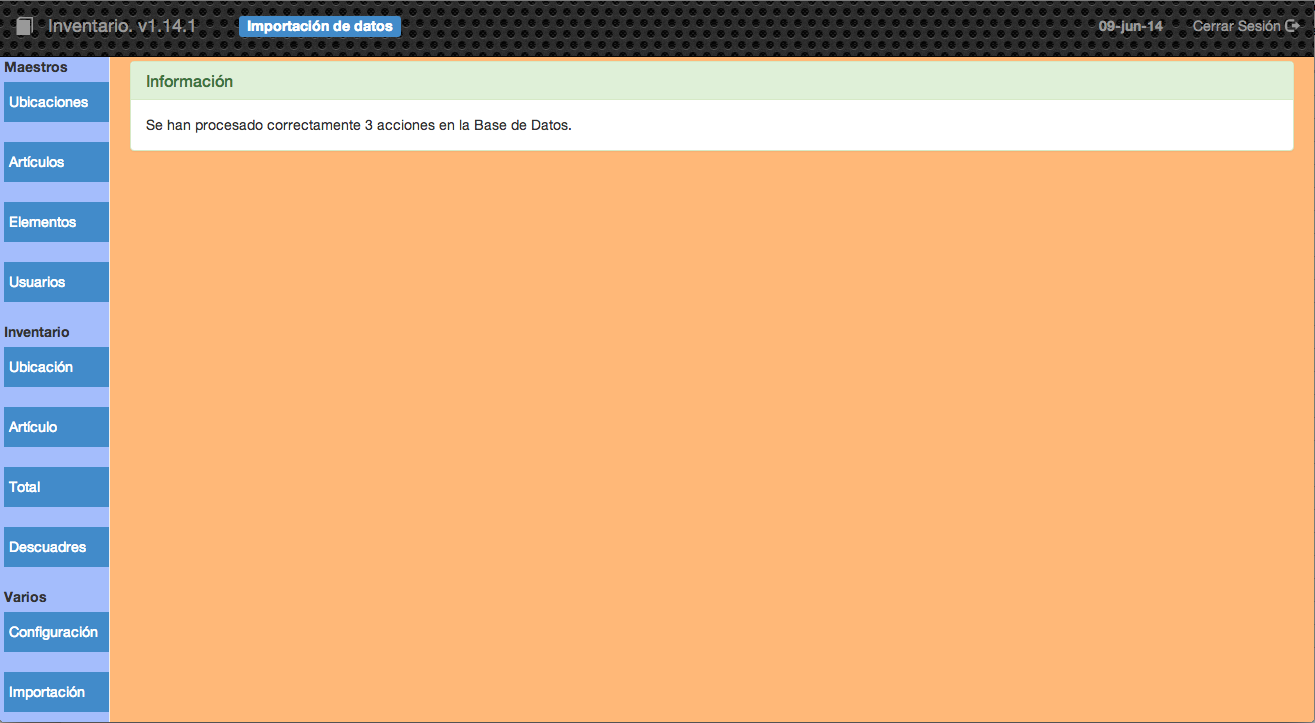 Inventario. v1.14.1 Importación de datos 09-jun-14 Cerrar Sesión
Maestros
Ubicaciones
Artículos
Elementos
Usuarios
Inventario
Ubicación
Artículo
Total
Descuadres
Varios
Configuración
Importación
Información
Se han procesado correctamente 3 acciones en la Base de Datos.